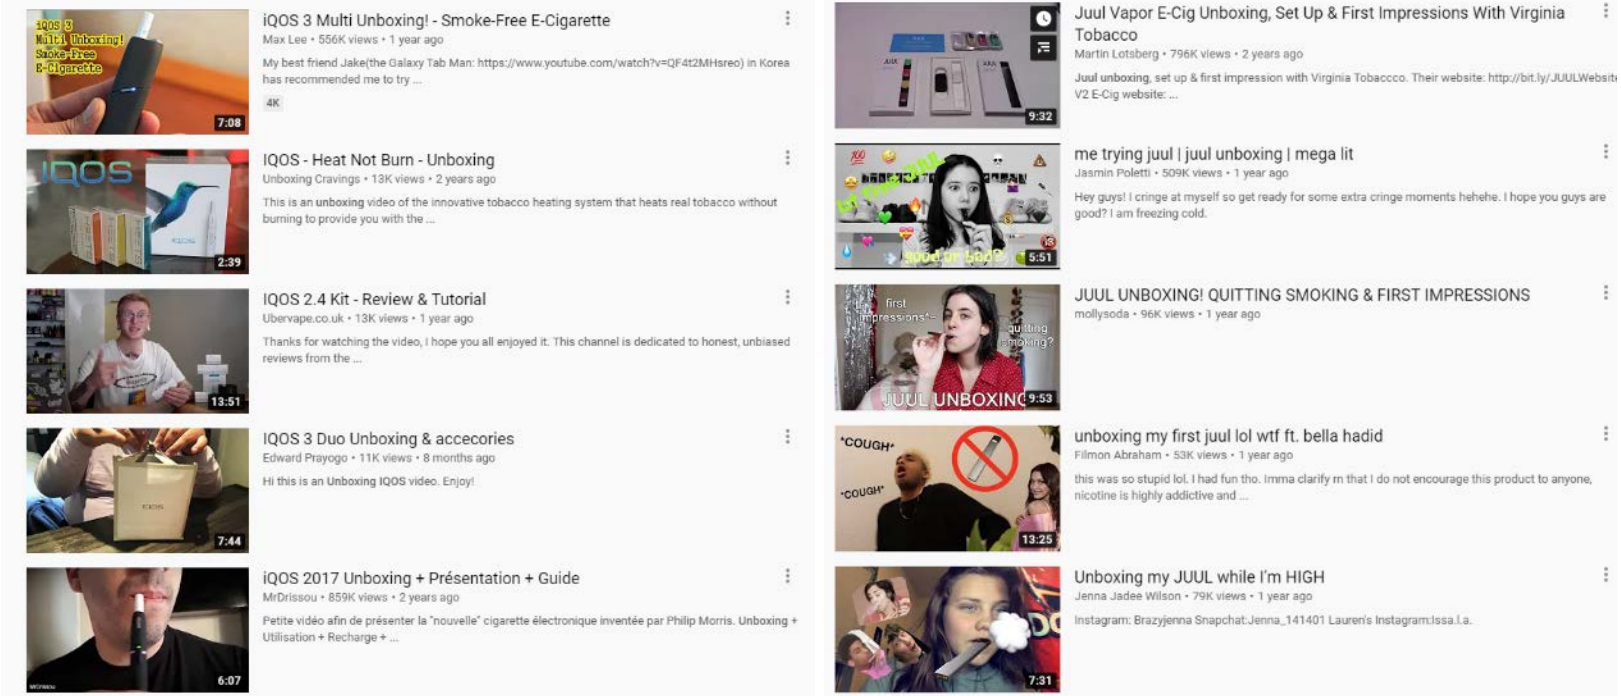 iQOS 3
Multi Unboxing!
Smoke-Free
E-Cigarette
7:08
iQOS 3 Multi Unboxing! - Smoke-Free E-Cigarette
Max Lee • 556K views • 1 year ago
My best friend Jake(the Galaxy Tab Man: https://www.youtube.com/watch?v=QF4t2MHsreo) in Korea
has recommended me to try ...
4K
IQOS
IQOS
2:39
IQOS - Heat Not Burn - Unboxing
Unboxing Cravings • 13K views • 2 years ago
This is an unboxing video of the innovative tobacco heating system that heats real tobacco without
burning to provide you with the ...
13:51
IQOS 2.4 Kit - Review & Tutorial
Ubervape.co.uk • 13K views • 1 year ago
Thanks for watching the video, I hope you all enjoyed it. This channel is dedicated to honest, unbiased
reviews from the ...
IQOS
7:44
IQOS 3 Duo Unboxing & accecories
Edward Prayogo • 11K views • 8 months ago
Hi this is an Unboxing IQOS video. Enjoy!
MrDrissou
6:07
iQOS 2017 Unboxing + Présentation + Guide
MrDrissou • 859K views • 2 years ago
Petite vidéo afin de présenter la "nouvelle" cigarette électronique inventée par Philip Morris. Unboxing +
Utilisation + Recharge + ...
JUUL
JUUL
9:32
Juul Vapor E-Cig Unboxing, Set Up & First Impressions With Virginia
Tobacco
Martin Lotsberg • 796K views • 2 years ago
Juul unboxing, set up & first impression with Virginia Tobaccco. Their website: http://bit.ly/JUULWebsite
V2 E-Cig website: ...
100
JUUL
good or bad?
18
5:51
me trying juul | juul unboxing | mega lit
Jasmin Poletti • 509K views • 1 year ago
Hey guys! I cringe at myself so get ready for some extra cringe moments hehehe. I hope you guys are
good? I am freezing cold.
first
impressions*~
quitting
smoking?
JUUL UNBOXING
9:53
JUUL UNBOXING! QUITTING SMOKING & FIRST IMPRESSIONS
mollysoda • 96K views • 1 year ago
*COUGH*
*COUGH*
13:25
unboxing my first juul lol wtf ft. bella hadid
Filmon Abraham • 53K views • 1 year ago
this was so stupid lol. I had fun tho. Imma clarify rn that I do not encourage this product to anyone,
nicotine is highly addictive and ...
7:31
Unboxing my JUUL while I'm HIGH
Jenna Jadee Wilson • 79K views • 1 year ago
Instagram: Brazyjenna Snapchat:Jenna_141401 Lauren's Instagram:Issa.l.a.